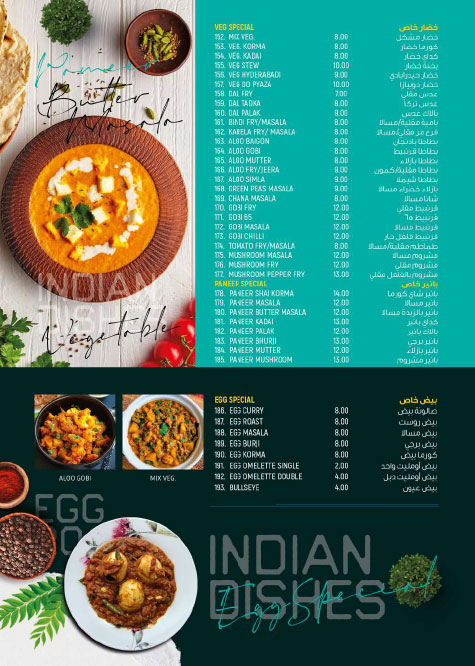 Paneer
Butter
Masala
INDIAN
DISHES
Vegetables
VEG SPECIAL خضار خاص
152. MIX VEG. 8.00 خضار مشكل
153. VEG. KORMA 8.00 كورما خضار
154. VEG. KADAI 8.00 كداي خضار
155. VEG STEW 10.00 يخنة خضار
156. VEG HYDERABADI 9.00 خضار حيدرابادي
157. VEG DO PYAZA 10.00 خضار دوبيازا
158. DAL FRY 7.00 عدس مقلي
159. DAL TADKA 8.00 عدس تركا
160. DAL PALAK 9.00 بالاك عدس
161. BINDI FRY/MASALA 8.00 بامية مقلية/مسالا
162. KARELA FRY/ MASALA 8.00 قرع مر مقلي/مسالا
163. ALOO BAIGON 8.00 بطاطا بادنجان
164. ALOO GOBI 8.00 بطاطا قرنبيط
165. ALOO MUTTER 8.00 بطاطا بازلاء
166. ALOO FRY/JEERA 9.00 بطاطا مقلية/كمون
167. ALOO SIMLA 9.00 بطاطا شيملا
168. GREEN PEAS MASALA 9.00 بازلاء خضراء مسالا
169. CHANA MASALA 8.00 شانا مسالا
170. GOBI FRY 12.00 قرنبيط مقلي
171. GOBI 65 12.00 قرنبيط ٦٥
172. GOBI MASALA 12.00 قرنبيط مسالا
173. GOBI CHILLI 12.00 قرنبيط فلفل حار
174. TOMATO FRY/MASALA 8.00 طماطم مقلية/مسالا
175. MUSHROOM MASALA 12.00 مشروم مسالا
176. MUSHROOM FRY 12.00 مشروم مقلي
177. MUSHROOM PEPPER FRY 13.00 مشروم بالفلفل مقلي
PANEER SPECIAL بانير خاص
178. PANEER SHAI KORMA 14.00 بانير شاي كورما
179. PANEER MASALA 12.00 بانير مسالا
180. PANEER BUTTER MASALA 12.00 بانير بالزبدة مسالا
181. PANEER KADAI 13.00 كداي بانير
182. PANEER PALAK 12.00 بالاك بانير
183. PANEER BHURJI 13.00 بانير برجي
184. PANEER MUTTER 12.00 بانير بازلاء
185. PANEER MUSHROOM 13.00 بانير مشروم
ALOO GOBI
MIX VEG.
EGG SPECIAL بيض خاص
186. EGG CURRY 8.00 صالونة بيض
187. EGG ROAST 8.00 بيض روست
188. EGG MASALA 8.00 بيض مسالا
189. EGG BURJI 8.00 بيض برجي
190. EGG KORMA 8.00 كورما بيض
191. EGG OMELETTE SINGLE 2.00 بيض أومليت واحد
192. EGG OMELETTE DOUBLE 4.00 بيض أومليت دبل
193. BULLSEYE 4.00 بيض عيون
EGG
INDIAN
DISHES
Egg Special